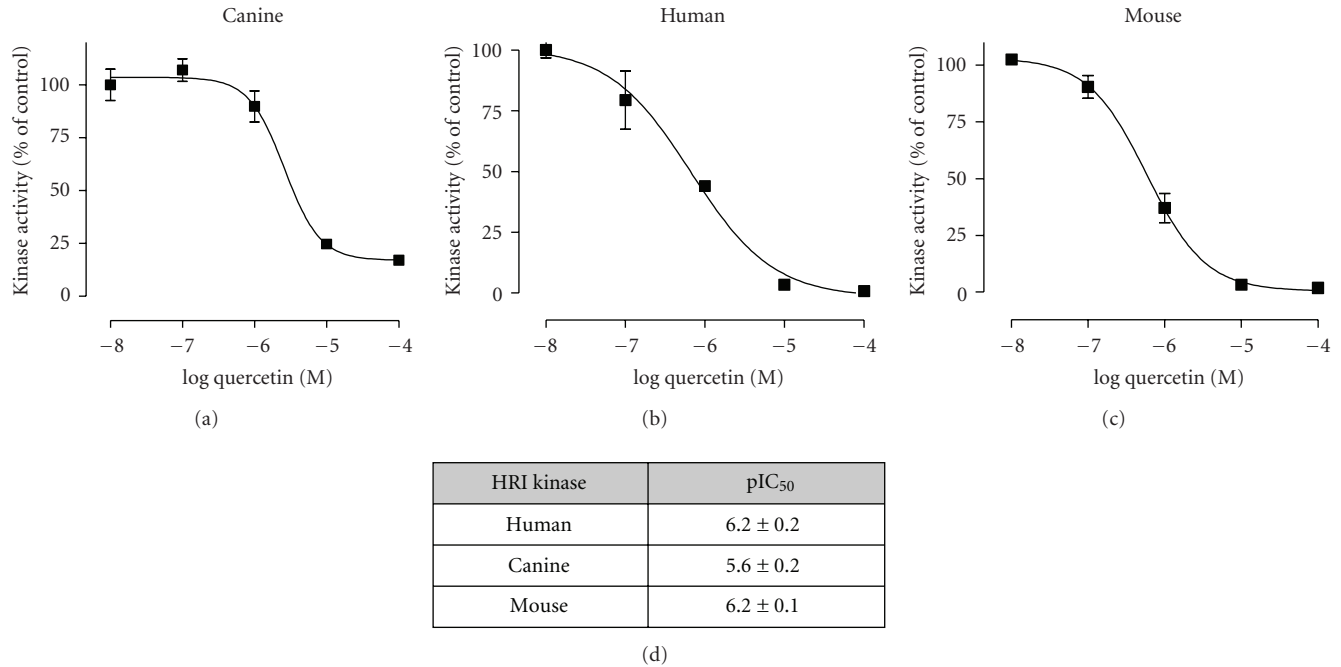 Canine
Kinase activity (% of control)
100
75
50
25
0
−8
−7
−6
−5
−4
log quercetin (M)
(a)
Human
Kinase activity (% of control)
100
75
50
25
0
−8
−7
−6
−5
−4
log quercetin (M)
(b)
Mouse
Kinase activity (% of control)
100
75
50
25
0
−8
−7
−6
−5
−4
log quercetin (M)
(c)
HRI kinase pIC₅₀
Human 6.2 ± 0.2
Canine 5.6 ± 0.2
Mouse 6.2 ± 0.1
(d)